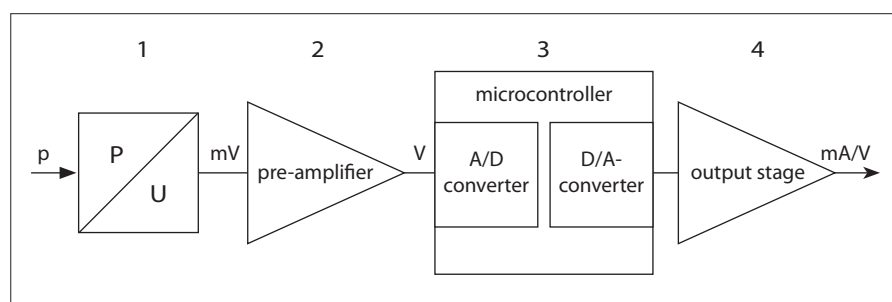 1
2
3
4
microcontroller
p
P
U
mV
pre-amplifier
V
A/D
converter
D/A-
converter
output stage
mA/V